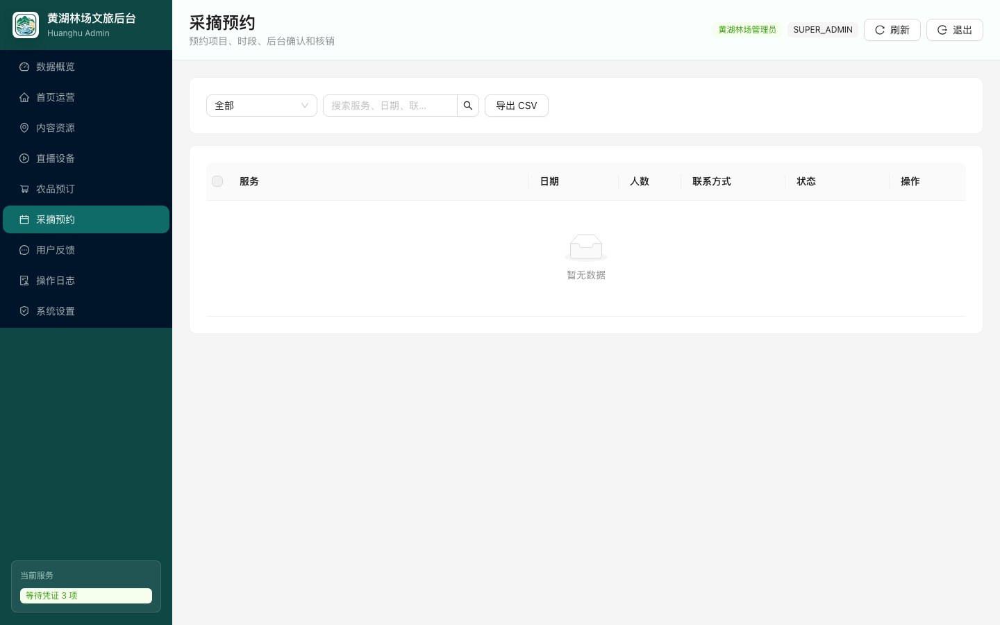 黄湖林场文旅后台
Huanghu Admin
数据概览
首页运营
内容资源
直播设备
农品预订
采摘预约
用户反馈
操作日志
系统设置
当前服务
等待凭证 3 项
采摘预约
预约项目、时段、后台确认和核销
黄湖林场管理员
SUPER_ADMIN
刷新
退出
全部
搜索服务、日期、联...
导出 CSV
服务
日期
人数
联系方式
状态
操作
暂无数据